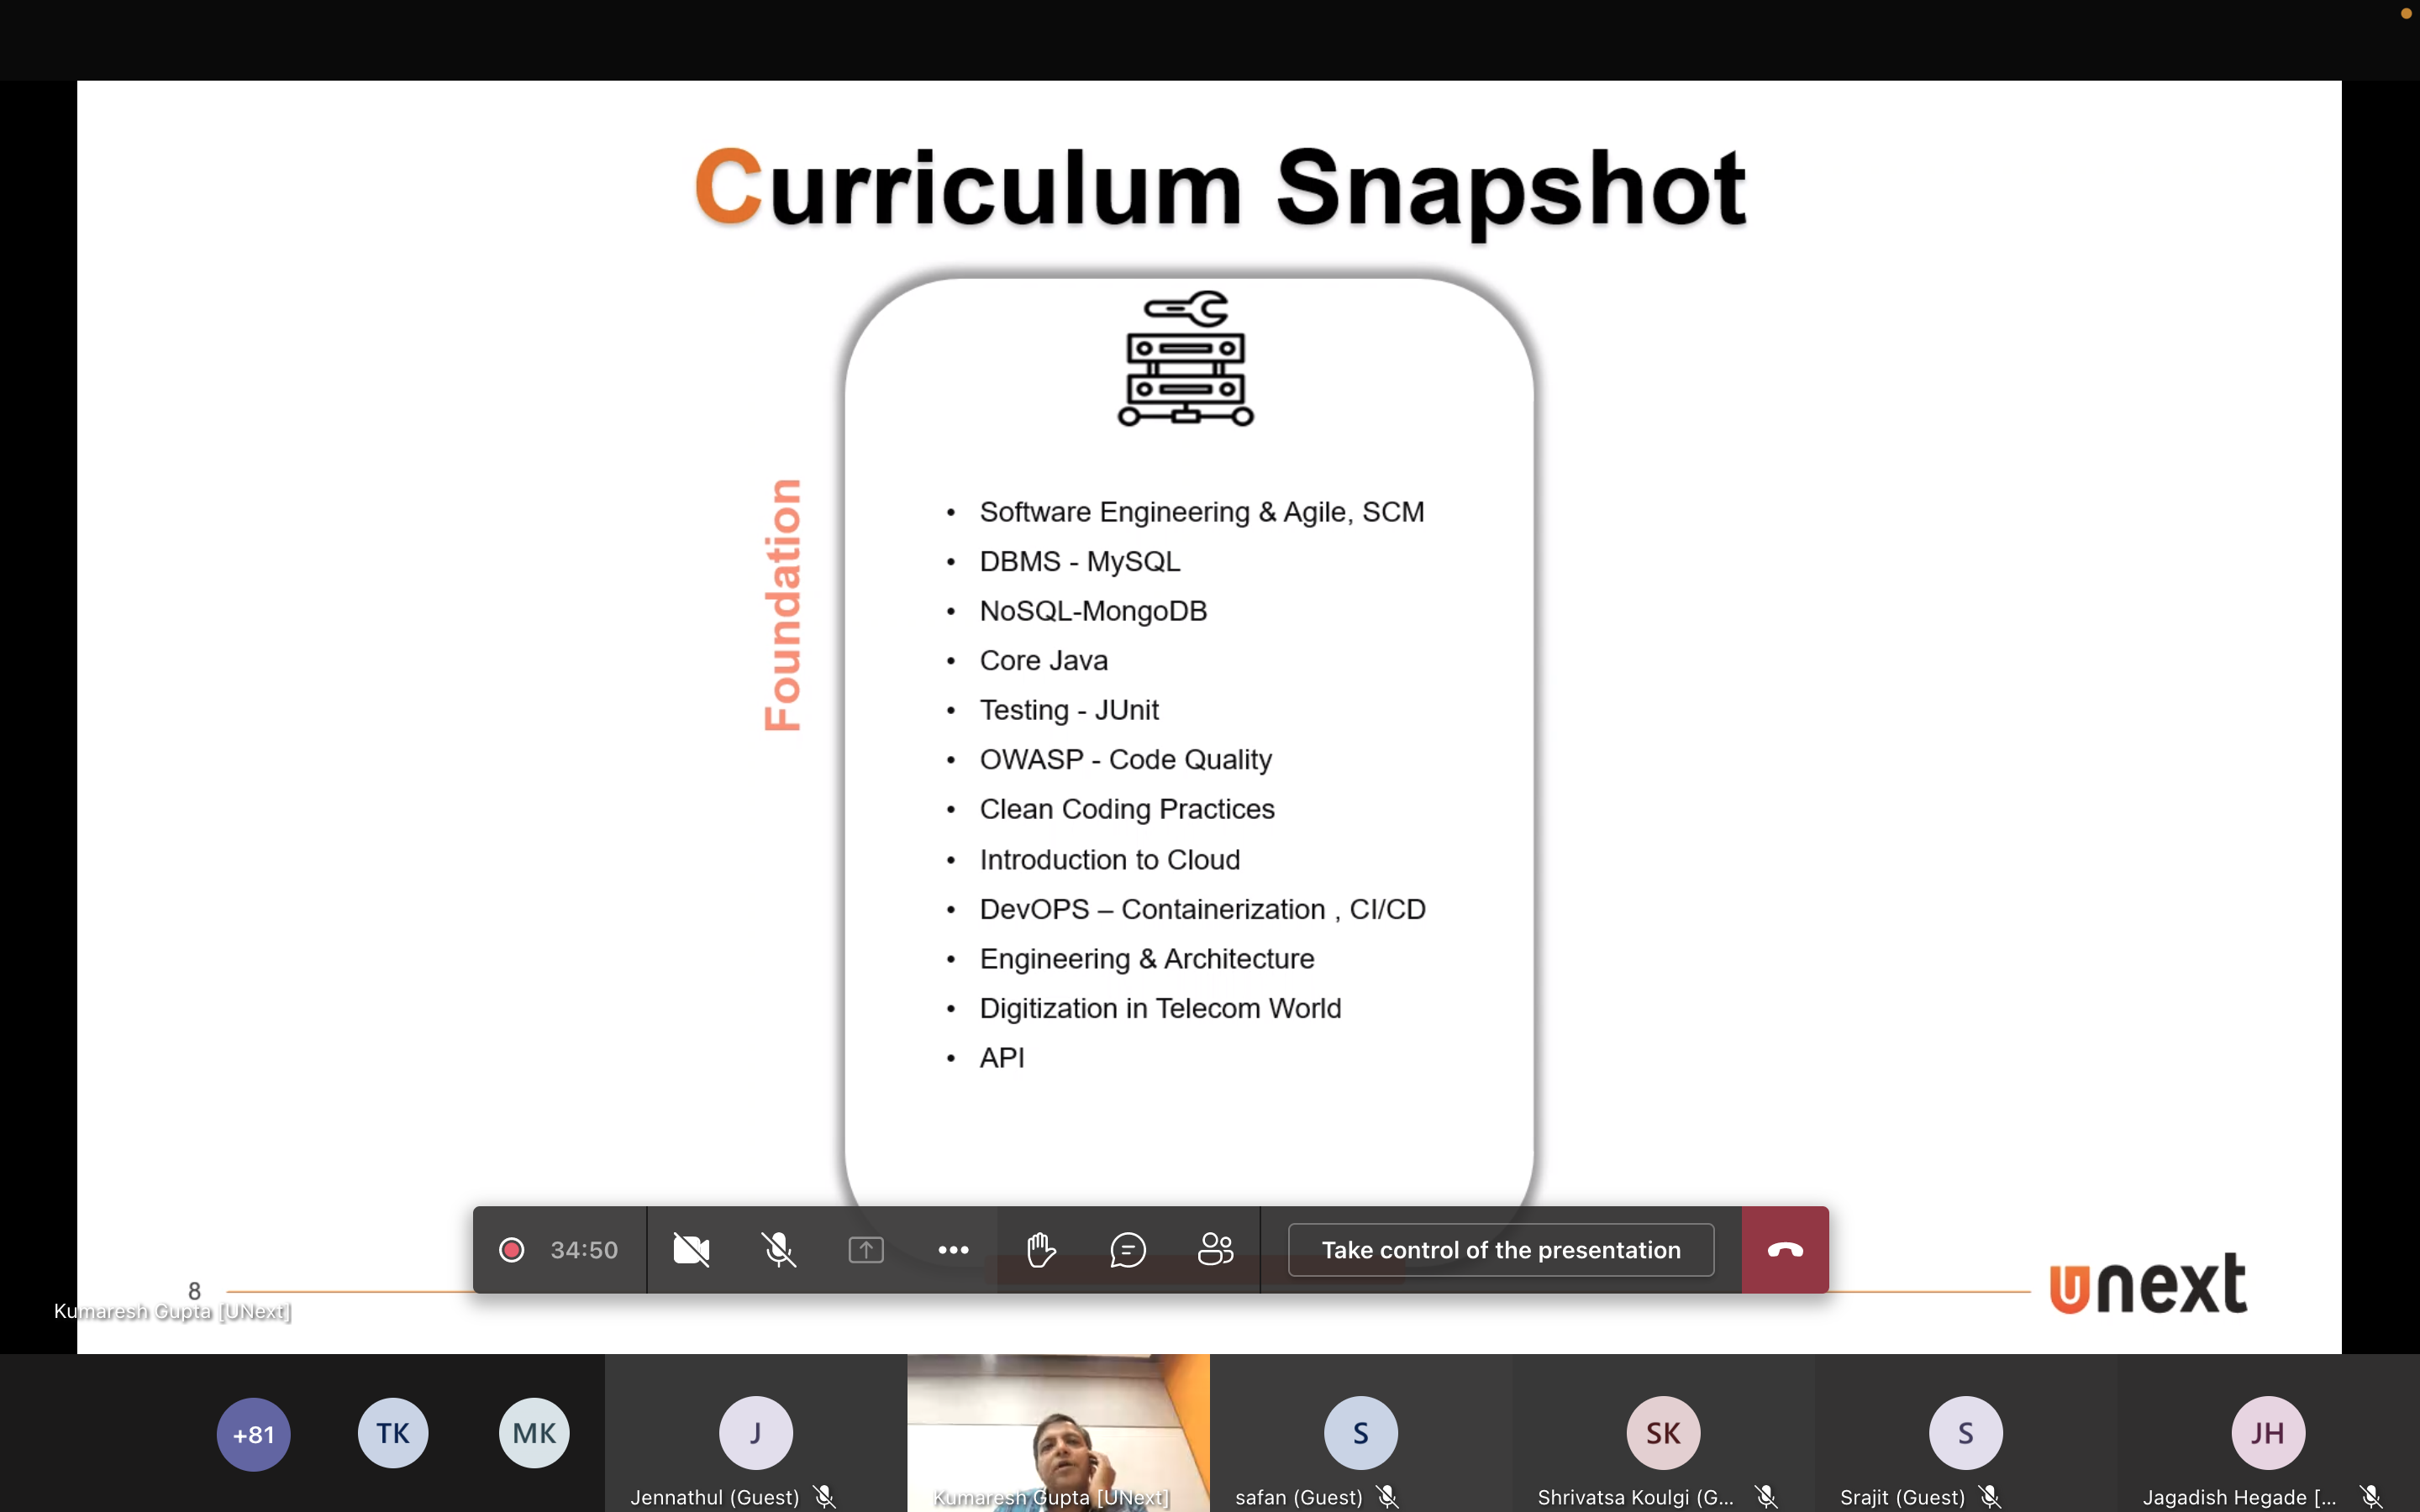 Curriculum Snapshot
Foundation
• Software Engineering & Agile, SCM
• DBMS - MySQL
• NoSQL-MongoDB
• Core Java
• Testing - JUnit
• OWASP - Code Quality
• Clean Coding Practices
• Introduction to Cloud
• DevOPS – Containerization , CI/CD
• Engineering & Architecture
• Digitization in Telecom World
• API
34:50
Take control of the presentation
8
unext
Kumaresh Gupta [UNext]
+81
TK
MK
J
S
SK
S
JH
Jennathul (Guest)
Kumaresh Gupta [UNext]
safan (Guest)
Shrivatsa Koulgi (G...
Srajit (Guest)
Jagadish Hegade [...